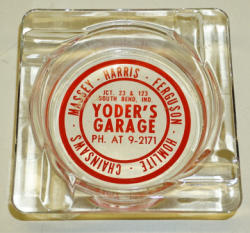 MASSEY - HARRIS - FERGUSON - HOMLITE - CHAINSAWS -
JCT. 23 & 123
SOUTH BEND, IND.
YODER'S
GARAGE
PH. AT 9-2171